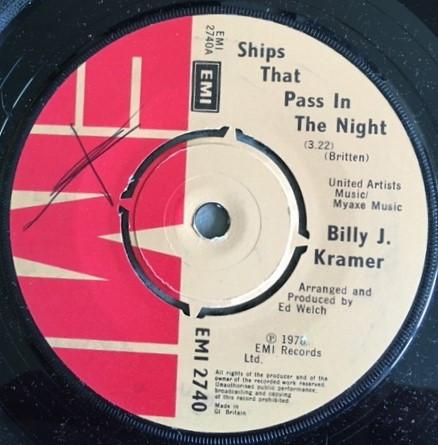 EMI
2740A
EMI
Ships
That
Pass In
The Night
(3.22)
(Britten)
United Artists
Music/
Myaxe Music
Billy J.
Kramer
Arranged and
Produced by
Ed Welch
Ⓟ 1978
EMI Records
Ltd.
EMI 2740
All rights of the producer and of the
owner of the recorded work reserved.
Unauthorised public performance,
broadcasting and copying
of this record prohibited.
Made in
Gt Britain
EMI